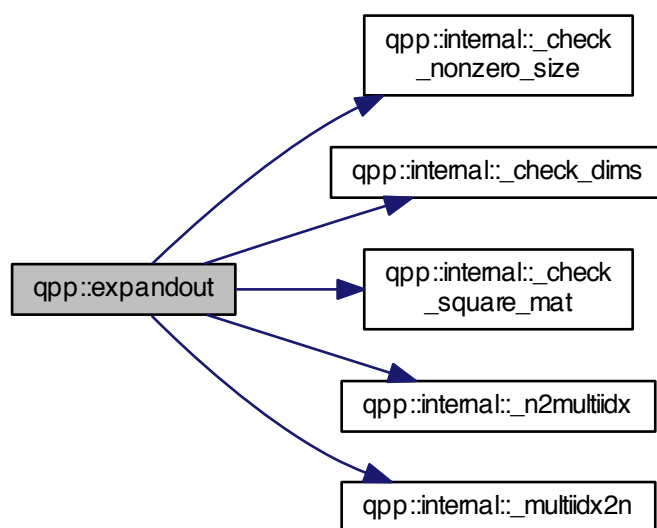 qpp::internal::_check
_nonzero_size
qpp::internal::_check_dims
qpp::expandout
qpp::internal::_check
_square_mat
qpp::internal::_n2multiidx
qpp::internal::_multiidx2n